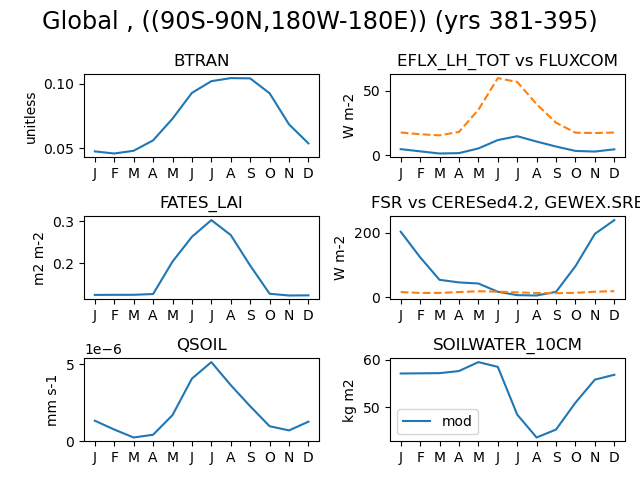 Global , ((90S-90N,180W-180E)) (yrs 381-395)
BTRAN
unitless
0.10
0.05
J F M A M J J A S O N D
EFLX_LH_TOT vs FLUXCOM
W m-2
50
0
J F M A M J J A S O N D
FATES_LAI
m2 m-2
0.3
0.2
J F M A M J J A S O N D
FSR vs CERESed4.2, GEWEX.SRB
W m-2
200
0
J F M A M J J A S O N D
QSOIL
1e−6
mm s-1
5
0
J F M A M J J A S O N D
SOILWATER_10CM
kg m2
60
50
mod
J F M A M J J A S O N D